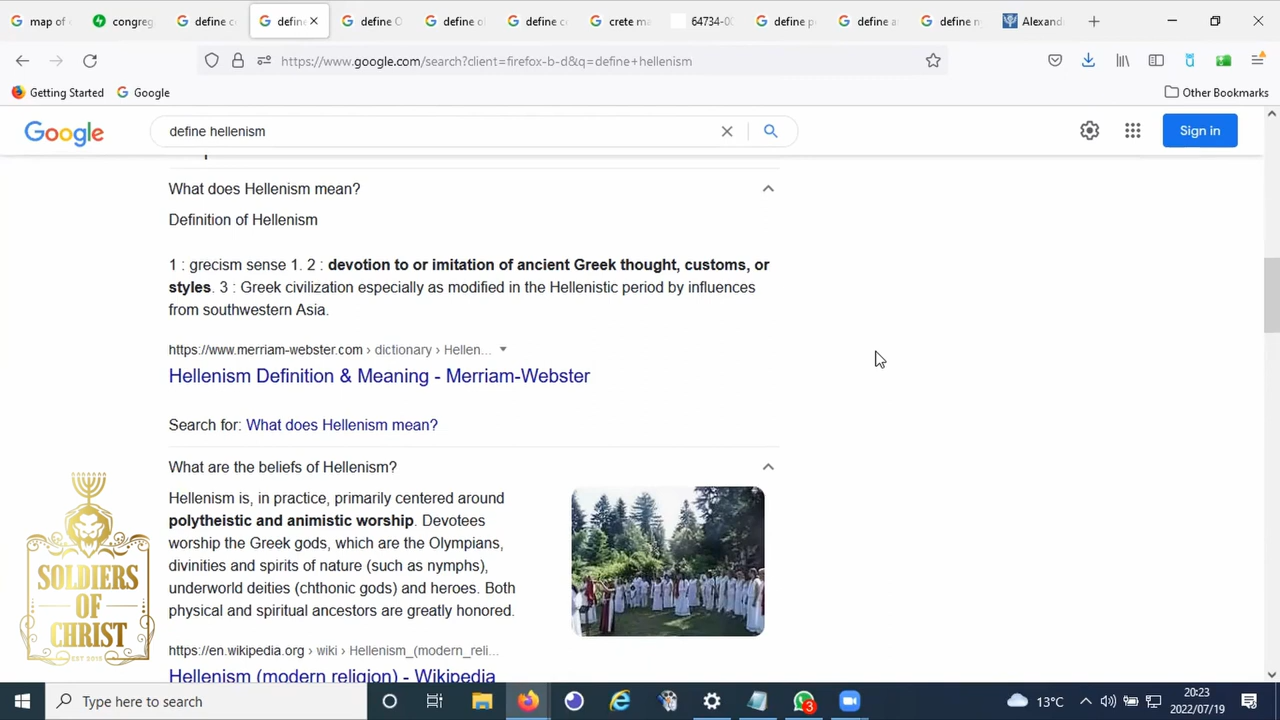 map of
congreg
define c
define
define O
define ol
define c
crete ma
64734-0
define p
define a
define n
Alexand
https://www.google.com/search?client=firefox-b-d&q=define+hellenism
Getting Started
Google
Other Bookmarks
Google
define hellenism
Sign in
What does Hellenism mean?
Definition of Hellenism
1 : grecism sense 1. 2 : devotion to or imitation of ancient Greek thought, customs, or
styles. 3 : Greek civilization especially as modified in the Hellenistic period by influences
from southwestern Asia.
https://www.merriam-webster.com › dictionary › Hellen...
Hellenism Definition & Meaning - Merriam-Webster
Search for: What does Hellenism mean?
What are the beliefs of Hellenism?
Hellenism is, in practice, primarily centered around
polytheistic and animistic worship. Devotees
worship the Greek gods, which are the Olympians,
divinities and spirits of nature (such as nymphs),
underworld deities (chthonic gods) and heroes. Both
physical and spiritual ancestors are greatly honored.
https://en.wikipedia.org › wiki › Hellenism_(modern_reli...
Hellenism (modern religion) - Wikipedia
SOLDIERS
OF
CHRIST
EST 2015
Type here to search
3
13°C
20:23
2022/07/19